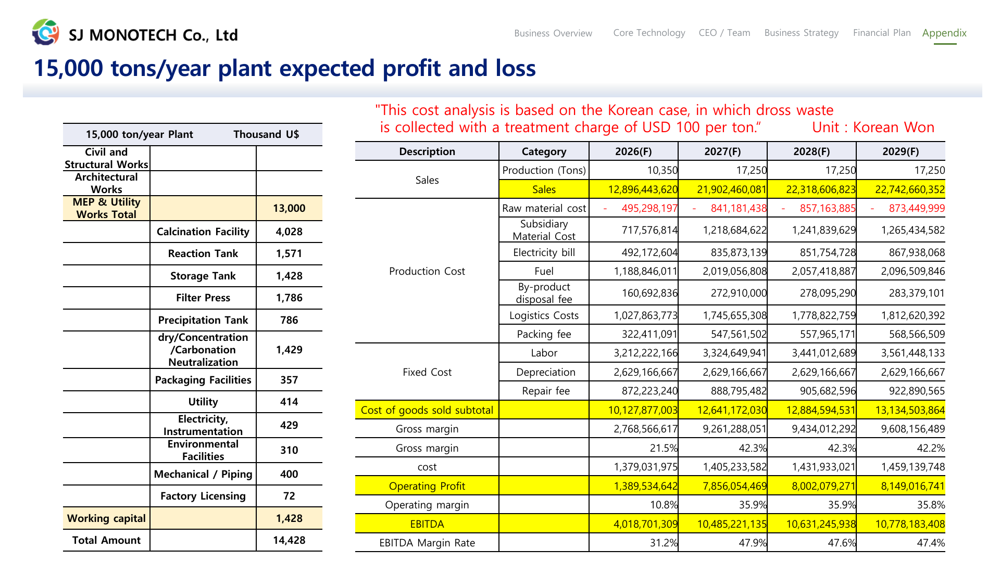 SJ MONOTECH Co., Ltd
Business Overview Core Technology CEO / Team Business Strategy Financial Plan Appendix
15,000 tons/year plant expected profit and loss
"This cost analysis is based on the Korean case, in which dross waste
is collected with a treatment charge of USD 100 per ton.“ Unit : Korean Won
15,000 ton/year Plant Thousand U$
Civil and
Structural Works
Architectural
Works
MEP & Utility
Works Total 13,000
Calcination Facility 4,028
Reaction Tank 1,571
Storage Tank 1,428
Filter Press 1,786
Precipitation Tank 786
dry/Concentration
/Carbonation
Neutralization 1,429
Packaging Facilities 357
Utility 414
Electricity,
Instrumentation 429
Environmental
Facilities 310
Mechanical / Piping 400
Factory Licensing 72
Working capital 1,428
Total Amount 14,428
Description Category 2026(F) 2027(F) 2028(F) 2029(F)
Sales
Production (Tons) 10,350 17,250 17,250 17,250
Sales 12,896,443,620 21,902,460,081 22,318,606,823 22,742,660,352
Production Cost
Raw material cost - 495,298,197 - 841,181,438 - 857,163,885 - 873,449,999
Subsidiary
Material Cost 717,576,814 1,218,684,622 1,241,839,629 1,265,434,582
Electricity bill 492,172,604 835,873,139 851,754,728 867,938,068
Fuel 1,188,846,011 2,019,056,808 2,057,418,887 2,096,509,846
By-product
disposal fee 160,692,836 272,910,000 278,095,290 283,379,101
Logistics Costs 1,027,863,773 1,745,655,308 1,778,822,759 1,812,620,392
Packing fee 322,411,091 547,561,502 557,965,171 568,566,509
Fixed Cost
Labor 3,212,222,166 3,324,649,941 3,441,012,689 3,561,448,133
Depreciation 2,629,166,667 2,629,166,667 2,629,166,667 2,629,166,667
Repair fee 872,223,240 888,795,482 905,682,596 922,890,565
Cost of goods sold subtotal 10,127,877,003 12,641,172,030 12,884,594,531 13,134,503,864
Gross margin 2,768,566,617 9,261,288,051 9,434,012,292 9,608,156,489
Gross margin 21.5% 42.3% 42.3% 42.2%
cost 1,379,031,975 1,405,233,582 1,431,933,021 1,459,139,748
Operating Profit 1,389,534,642 7,856,054,469 8,002,079,271 8,149,016,741
Operating margin 10.8% 35.9% 35.9% 35.8%
EBITDA 4,018,701,309 10,485,221,135 10,631,245,938 10,778,183,408
EBITDA Margin Rate 31.2% 47.9% 47.6% 47.4%